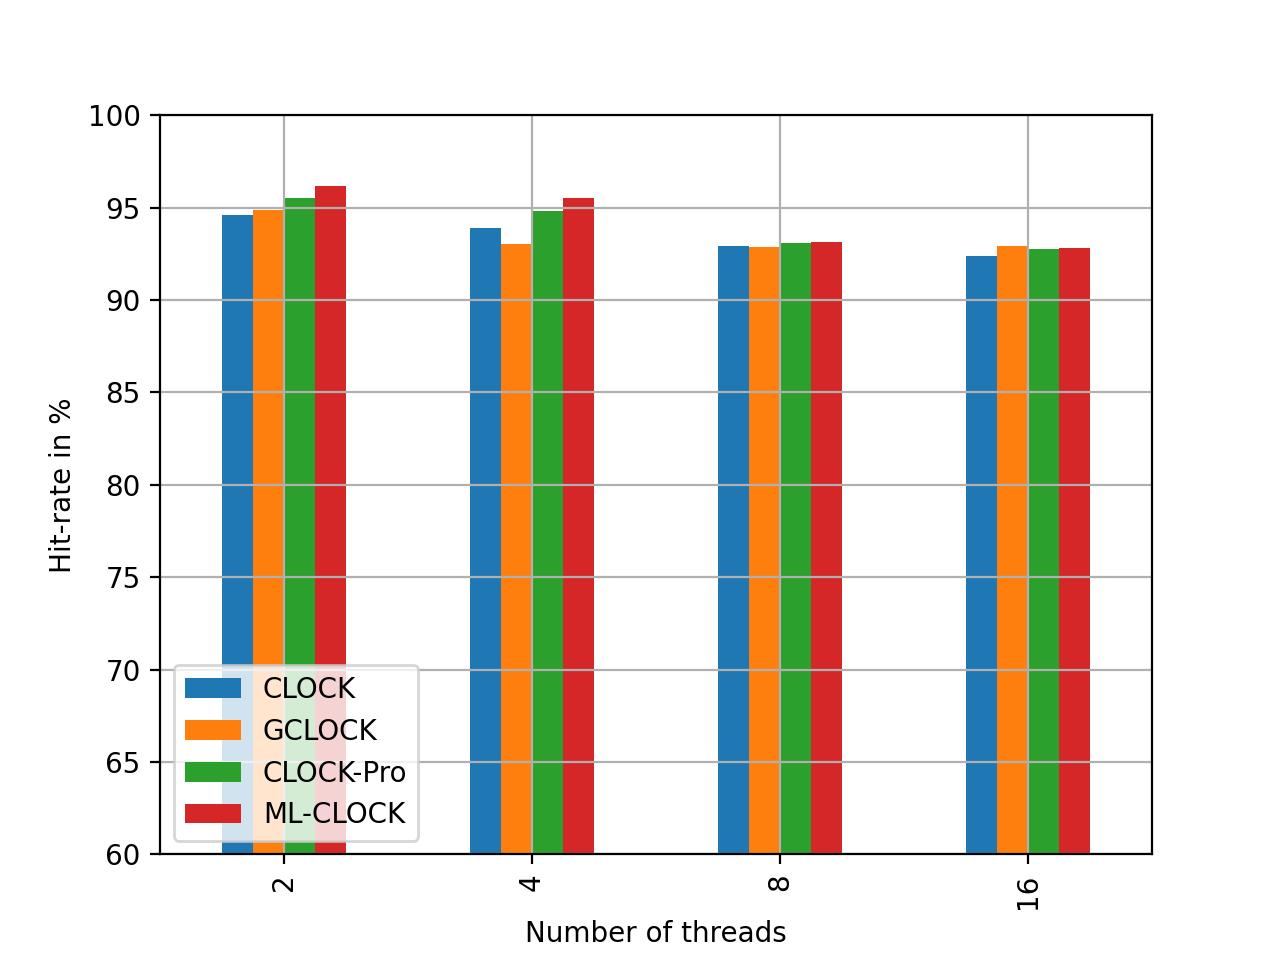 100
95
90
85
80
75
70
65
60
Hit-rate in %
CLOCK
GCLOCK
CLOCK-Pro
ML-CLOCK
2
4
8
16
Number of threads